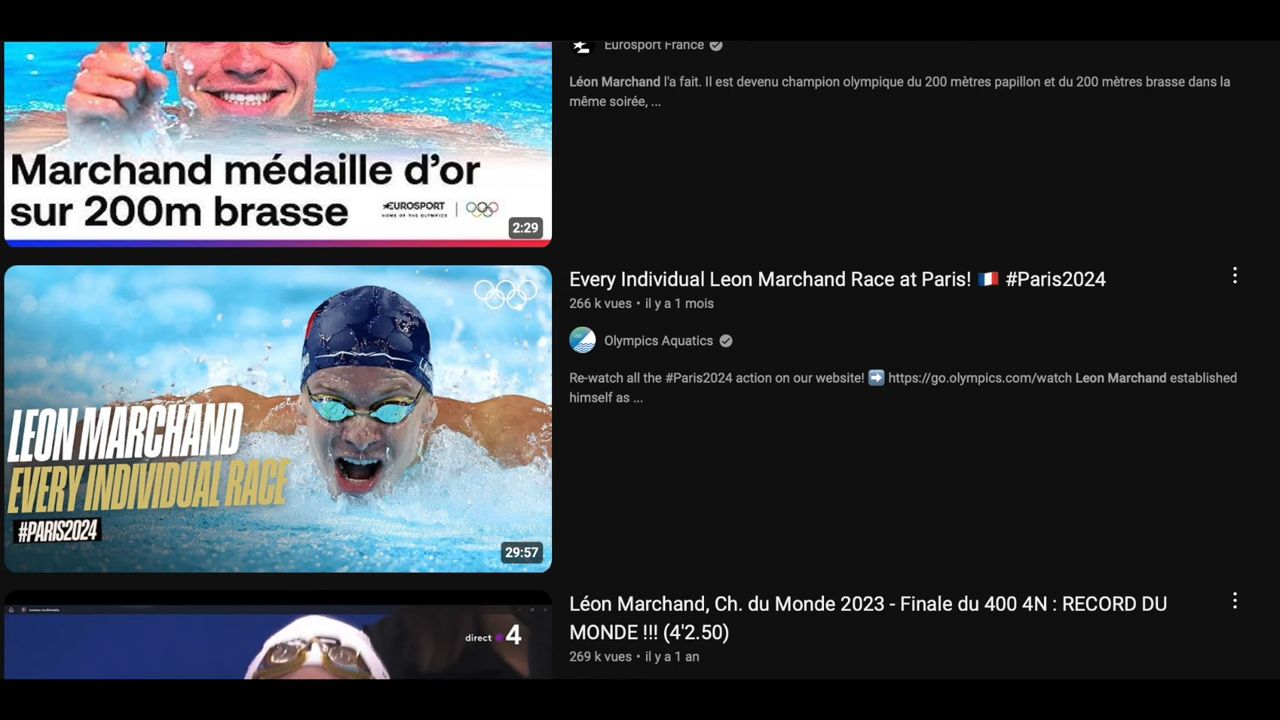 Eurosport France
Léon Marchand l'a fait. Il est devenu champion olympique du 200 mètres papillon et du 200 mètres brasse dans la
même soirée, ...
Marchand médaille d'or
sur 200m brasse
EUROSPORT
HOME OF THE OLYMPICS
2:29
Every Individual Leon Marchand Race at Paris! 🇫🇷 #Paris2024
266 k vues • il y a 1 mois
Olympics Aquatics
Re-watch all the #Paris2024 action on our website! ➡️ https://go.olympics.com/watch Leon Marchand established
himself as ...
LEON MARCHAND
EVERY INDIVIDUAL RACE
#PARIS2024
29:57
Léon Marchand, Ch. du Monde 2023 - Finale du 400 4N : RECORD DU
MONDE !!! (4'2.50)
269 k vues • il y a 1 an
direct 4